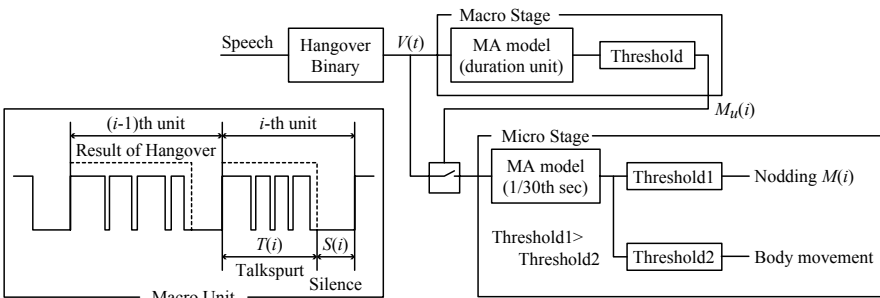 Macro Stage
Speech
Hangover
Binary
V(t)
MA model
(duration unit)
Threshold
M_u(i)
(i-1)th unit
i-th unit
Result of Hangover
T(i)
S(i)
Talkspurt
Silence
Macro Unit
Micro Stage
MA model
(1/30th sec)
Threshold1
Nodding M(i)
Threshold1>
Threshold2
Threshold2
Body movement